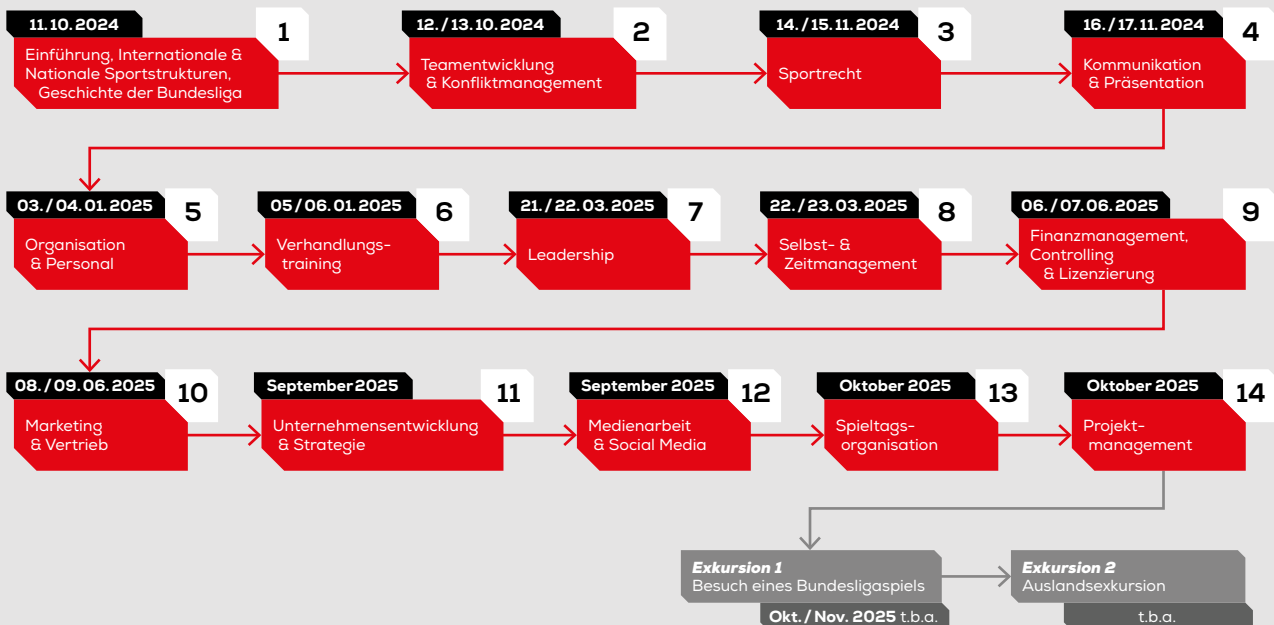 11.10.2024
1
Einführung, Internationale &
Nationale Sportstrukturen,
Geschichte der Bundesliga
12./13.10.2024
2
Teamentwicklung
& Konfliktmanagement
14./15.11.2024
3
Sportrecht
16./17.11.2024
4
Kommunikation
& Präsentation
03./04.01.2025
5
Organisation
& Personal
05/06.01.2025
6
Verhandlungs-
training
21./22.03.2025
7
Leadership
22./23.03.2025
8
Selbst- &
Zeitmanagement
06./07.06.2025
9
Finanzmanagement,
Controlling
& Lizenzierung
08./09.06.2025
10
Marketing
& Vertrieb
September 2025
11
Unternehmensentwicklung
& Strategie
September 2025
12
Medienarbeit
& Social Media
Oktober 2025
13
Spieltags-
organisation
Oktober 2025
14
Projekt-
management
Exkursion 1
Besuch eines Bundesligaspiels
Okt./Nov. 2025 t.b.a.
Exkursion 2
Auslandsexkursion
t.b.a.